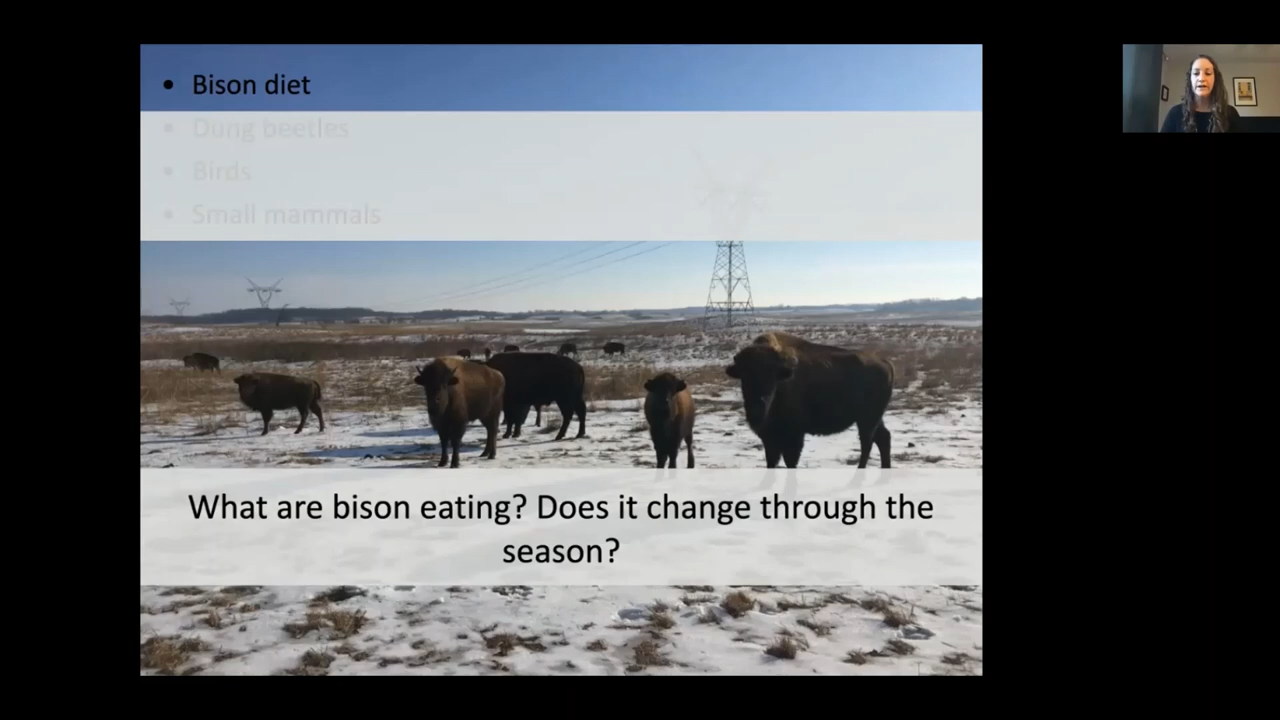 • Bison diet
• Dung beetles
• Birds
• Small mammals
What are bison eating? Does it change through the
season?